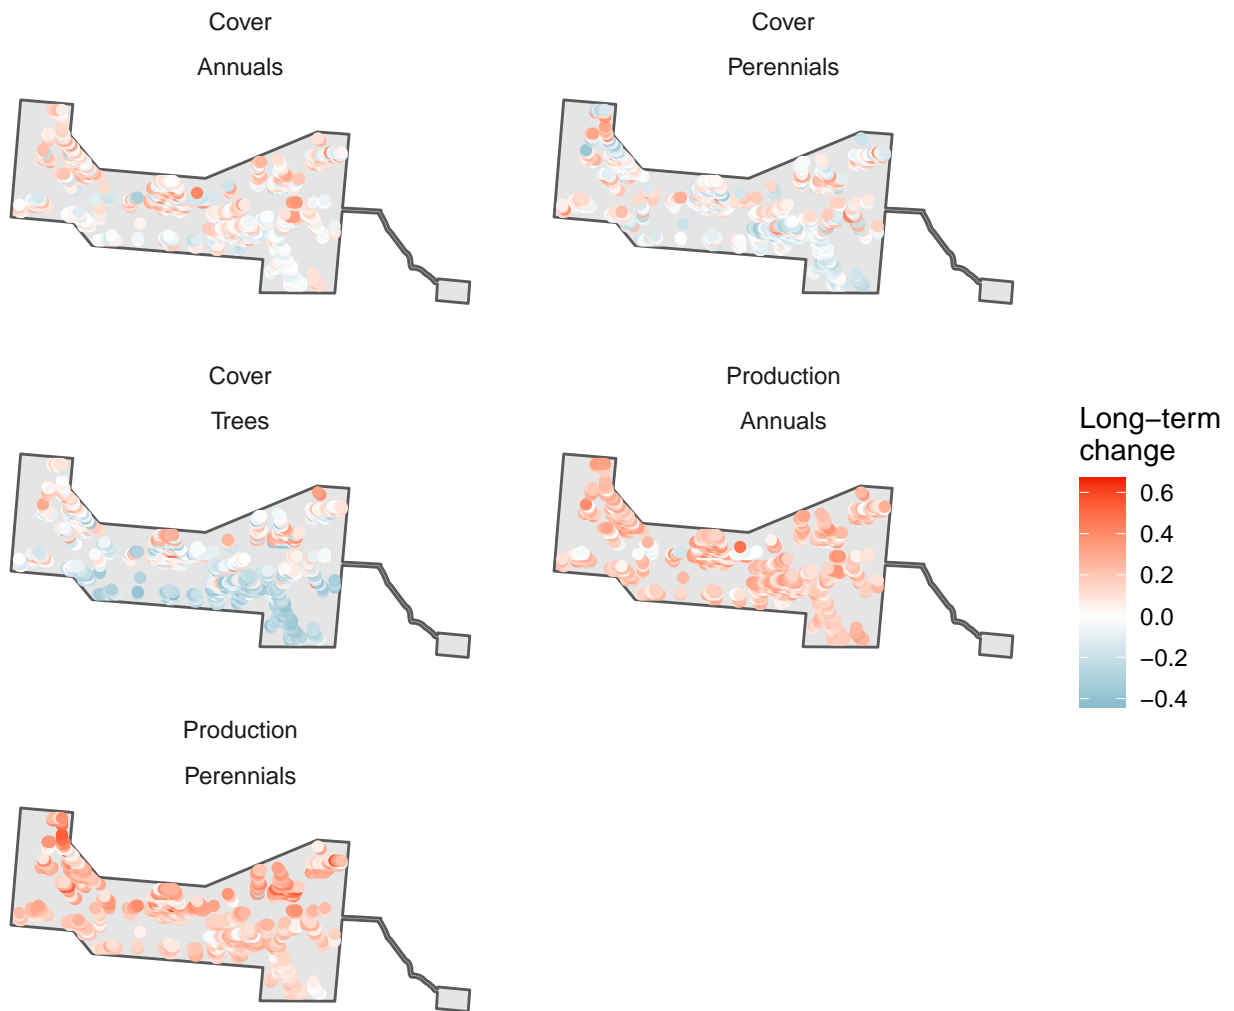 Cover
Annuals
Cover
Perennials
Cover
Trees
Production
Annuals
Long−term
change
0.6
0.4
0.2
0.0
−0.2
−0.4
Production
Perennials